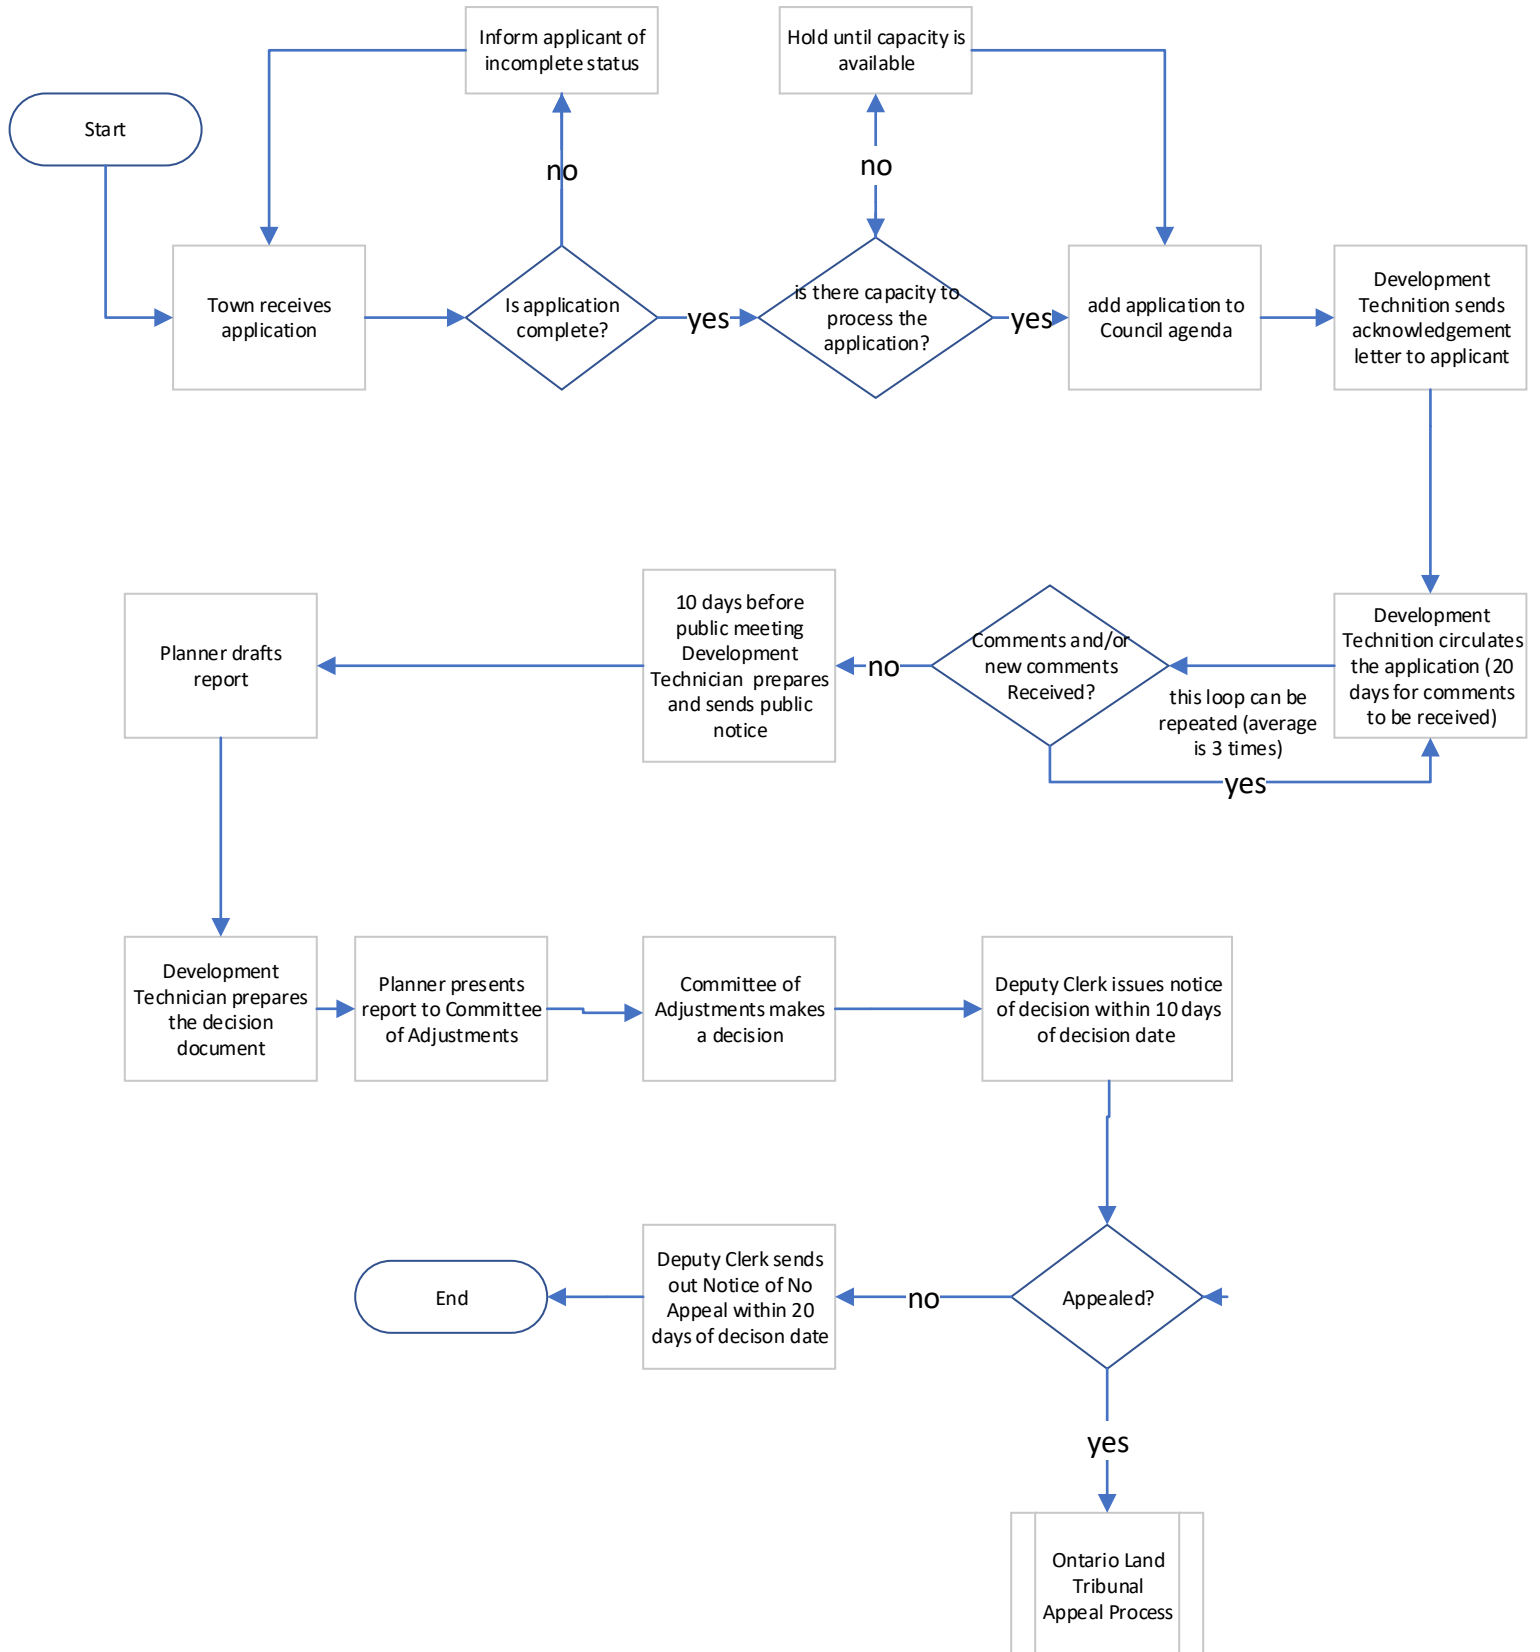 Start
Inform applicant of
incomplete status
no
Town receives
application
Is application
complete?
yes
Hold until capacity is
available
no
is there capacity to
process the
application?
yes
add application to
Council agenda
Development
Technition sends
acknowledgement
letter to applicant
Development
Technition circulates
the application (20
days for comments
to be received)
this loop can be
repeated (average
is 3 times)
yes
Comments and/or
new comments
Received?
no
10 days before
public meeting
Development
Technician prepares
and sends public
notice
Planner drafts
report
Development
Technician prepares
the decision
document
Planner presents
report to Committee
of Adjustments
Committee of
Adjustments makes
a decision
Deputy Clerk issues notice
of decision within 10 days
of decision date
Appealed?
no
Deputy Clerk sends
out Notice of No
Appeal within 20
days of decison date
End
yes
Ontario Land
Tribunal
Appeal Process